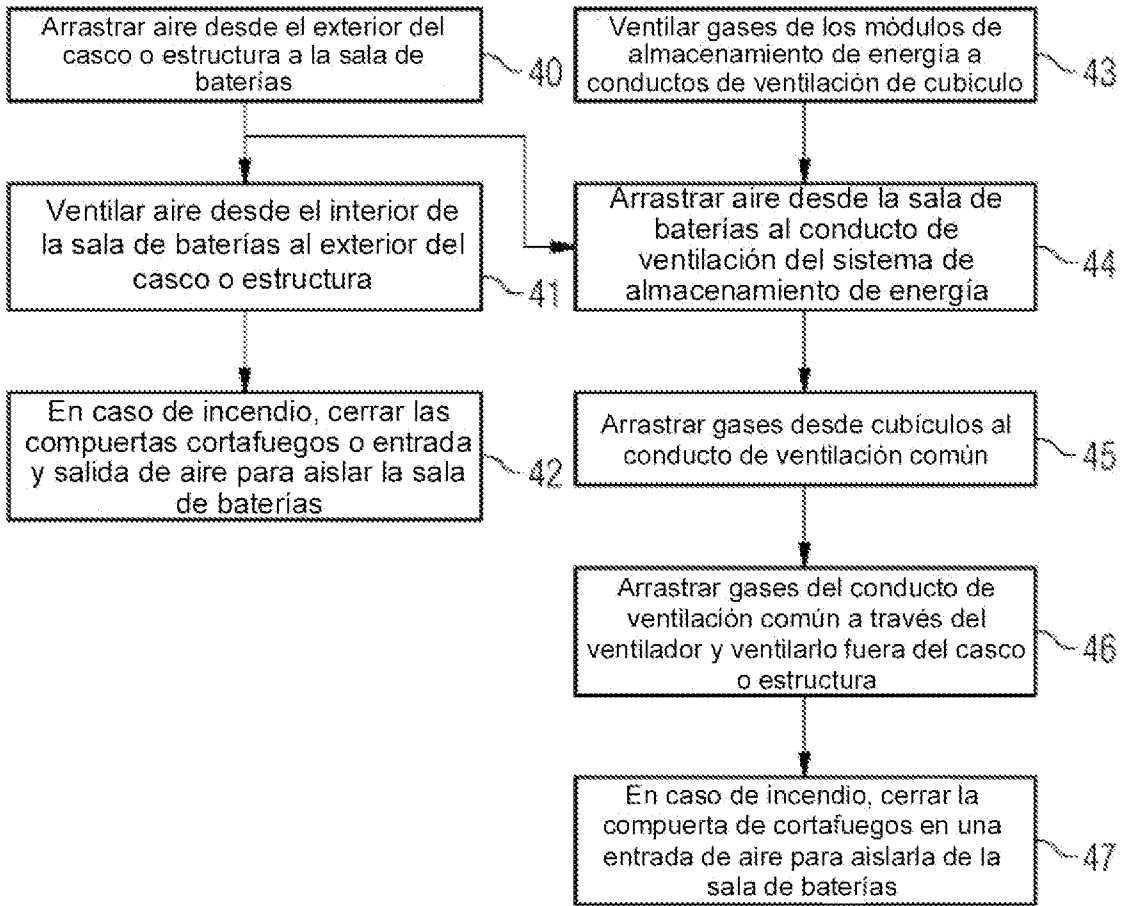 Arrastrar aire desde el exterior del
casco o estructura a la sala de
baterías
40
Ventilar aire desde el interior de
la sala de baterías al exterior del
casco o estructura
41
En caso de incendio, cerrar las
compuertas cortafuegos o entrada
y salida de aire para aislar la sala
de baterías
42
Ventilar gases de los módulos de
almacenamiento de energía a
conductos de ventilación de cubículo
43
Arrastrar aire desde la sala de
baterías al conducto de
ventilación del sistema de
almacenamiento de energía
44
Arrastrar gases desde cubículos al
conducto de ventilación común
45
Arrastrar gases del conducto de
ventilación común a través del
ventilador y ventilarlo fuera del casco
o estructura
46
En caso de incendio, cerrar la
compuerta de cortafuegos en una
entrada de aire para aislarla de la
sala de baterías
47